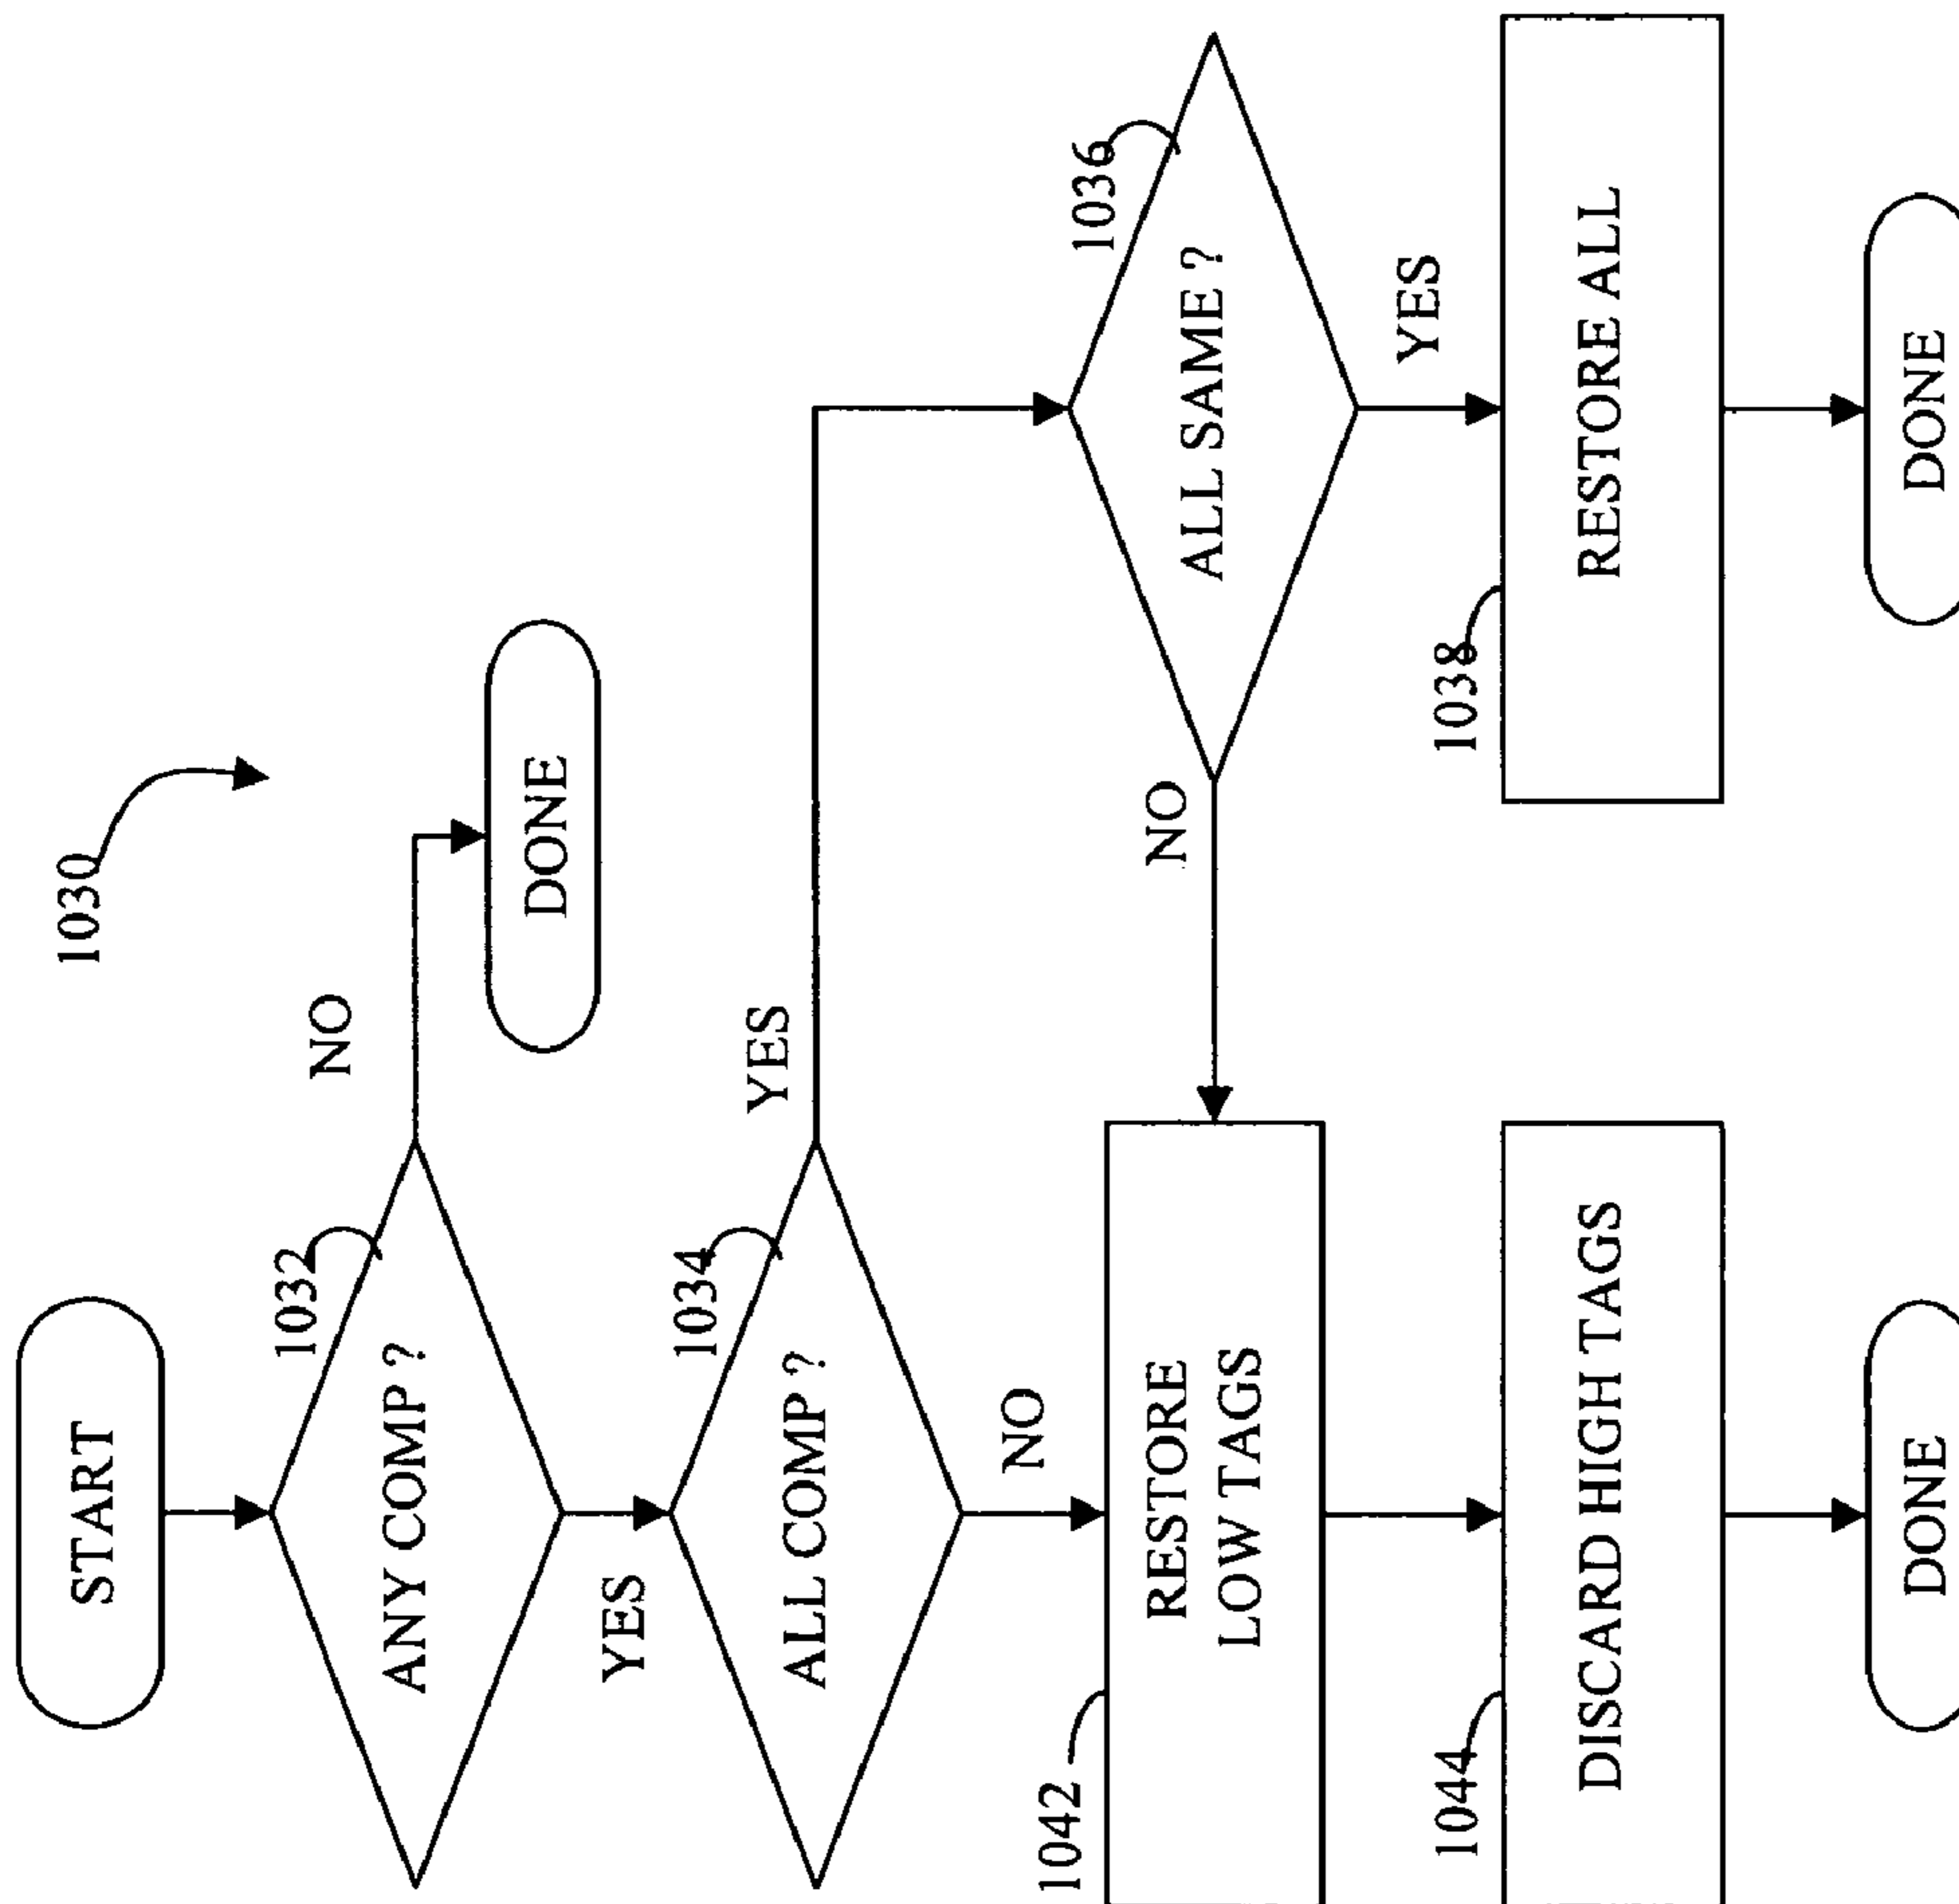 START
1030
1032
ANY COMP ?
NO
DONE
YES
1034
ALL COMP ?
YES
NO
1036
ALL SAME ?
NO
YES
1042
RESTORE
LOW TAGS
1038
RESTORE ALL
1044
DISCARD HIGH TAGS
DONE
DONE